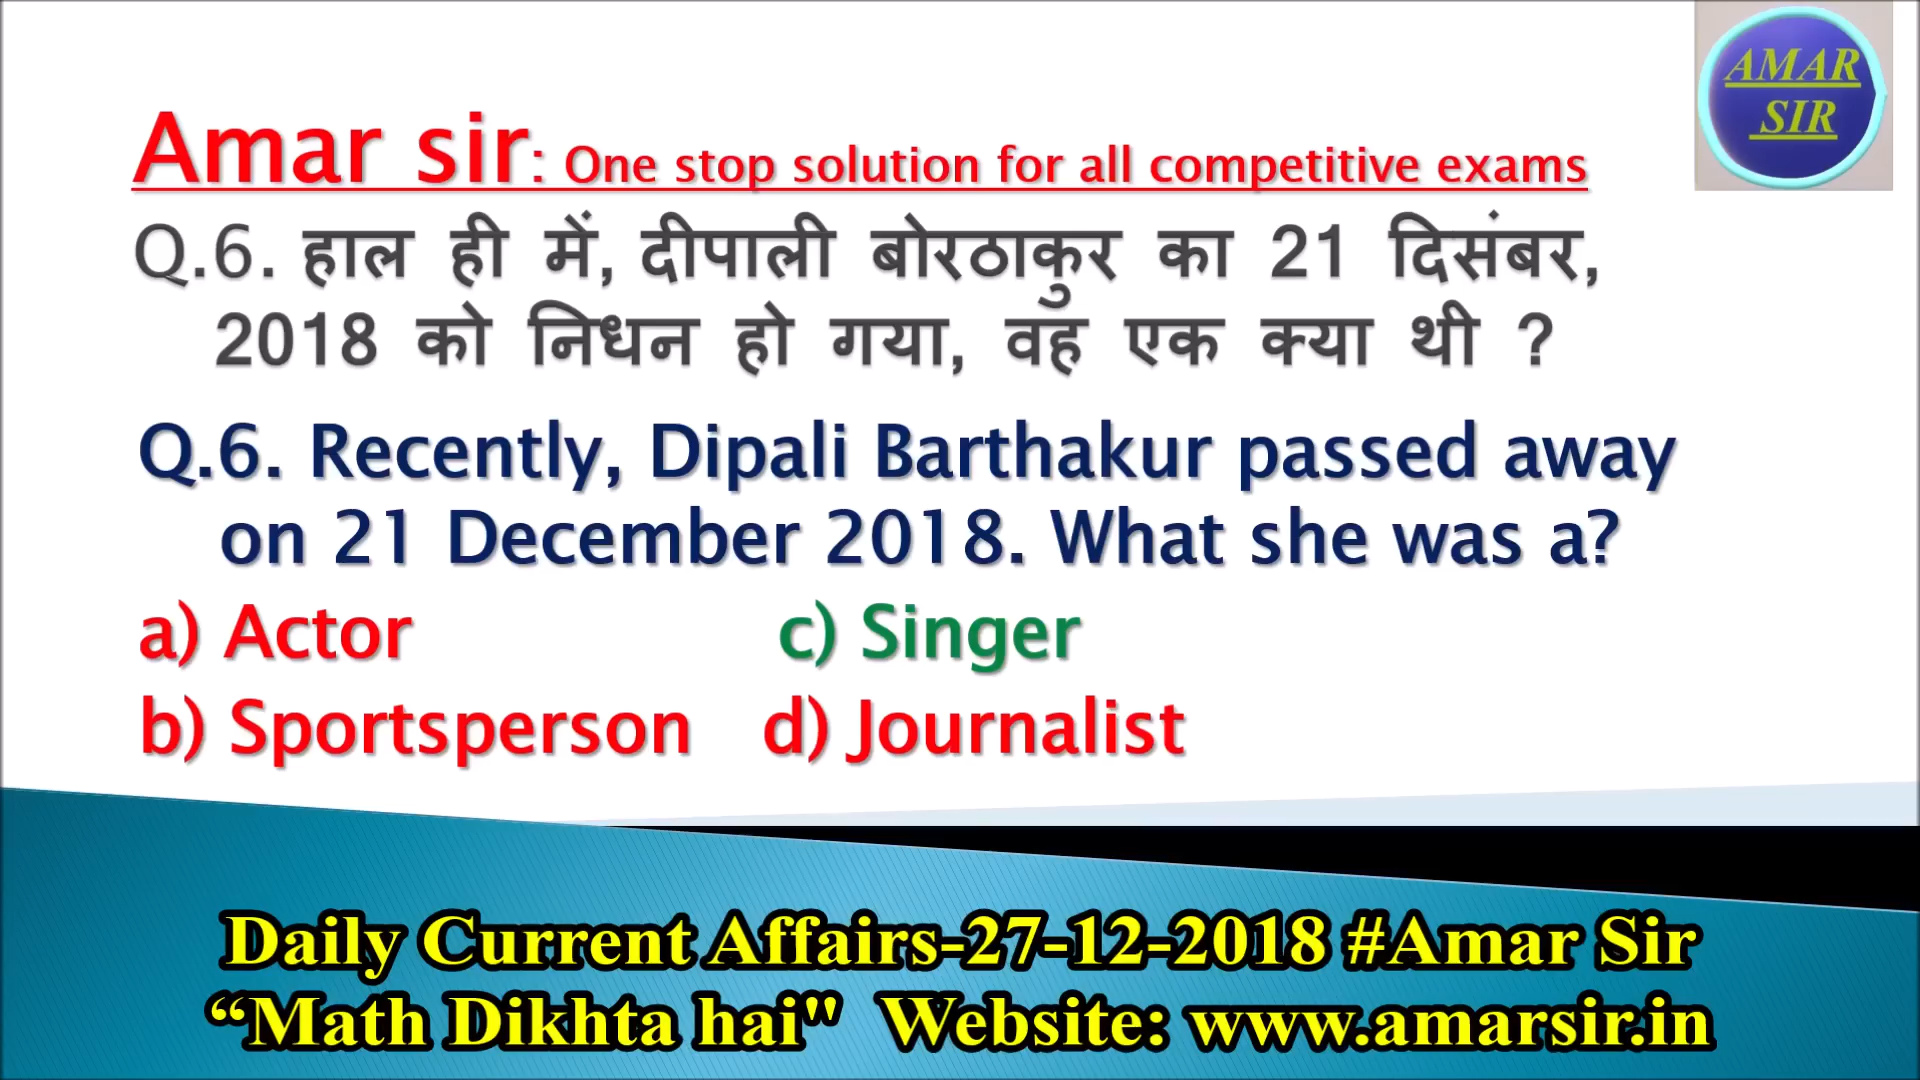 AMAR
SIR
Amar sir: One stop solution for all competitive exams
Q.6. हाल ही में, दीपाली बोरठाकुर का 21 दिसंबर,
2018 को निधन हो गया, वह एक क्या थी ?
Q.6. Recently, Dipali Barthakur passed away
on 21 December 2018. What she was a?
a) Actor c) Singer
b) Sportsperson d) Journalist
Daily Current Affairs-27-12-2018 #Amar Sir
“Math Dikhta hai" Website: www.amarsir.in